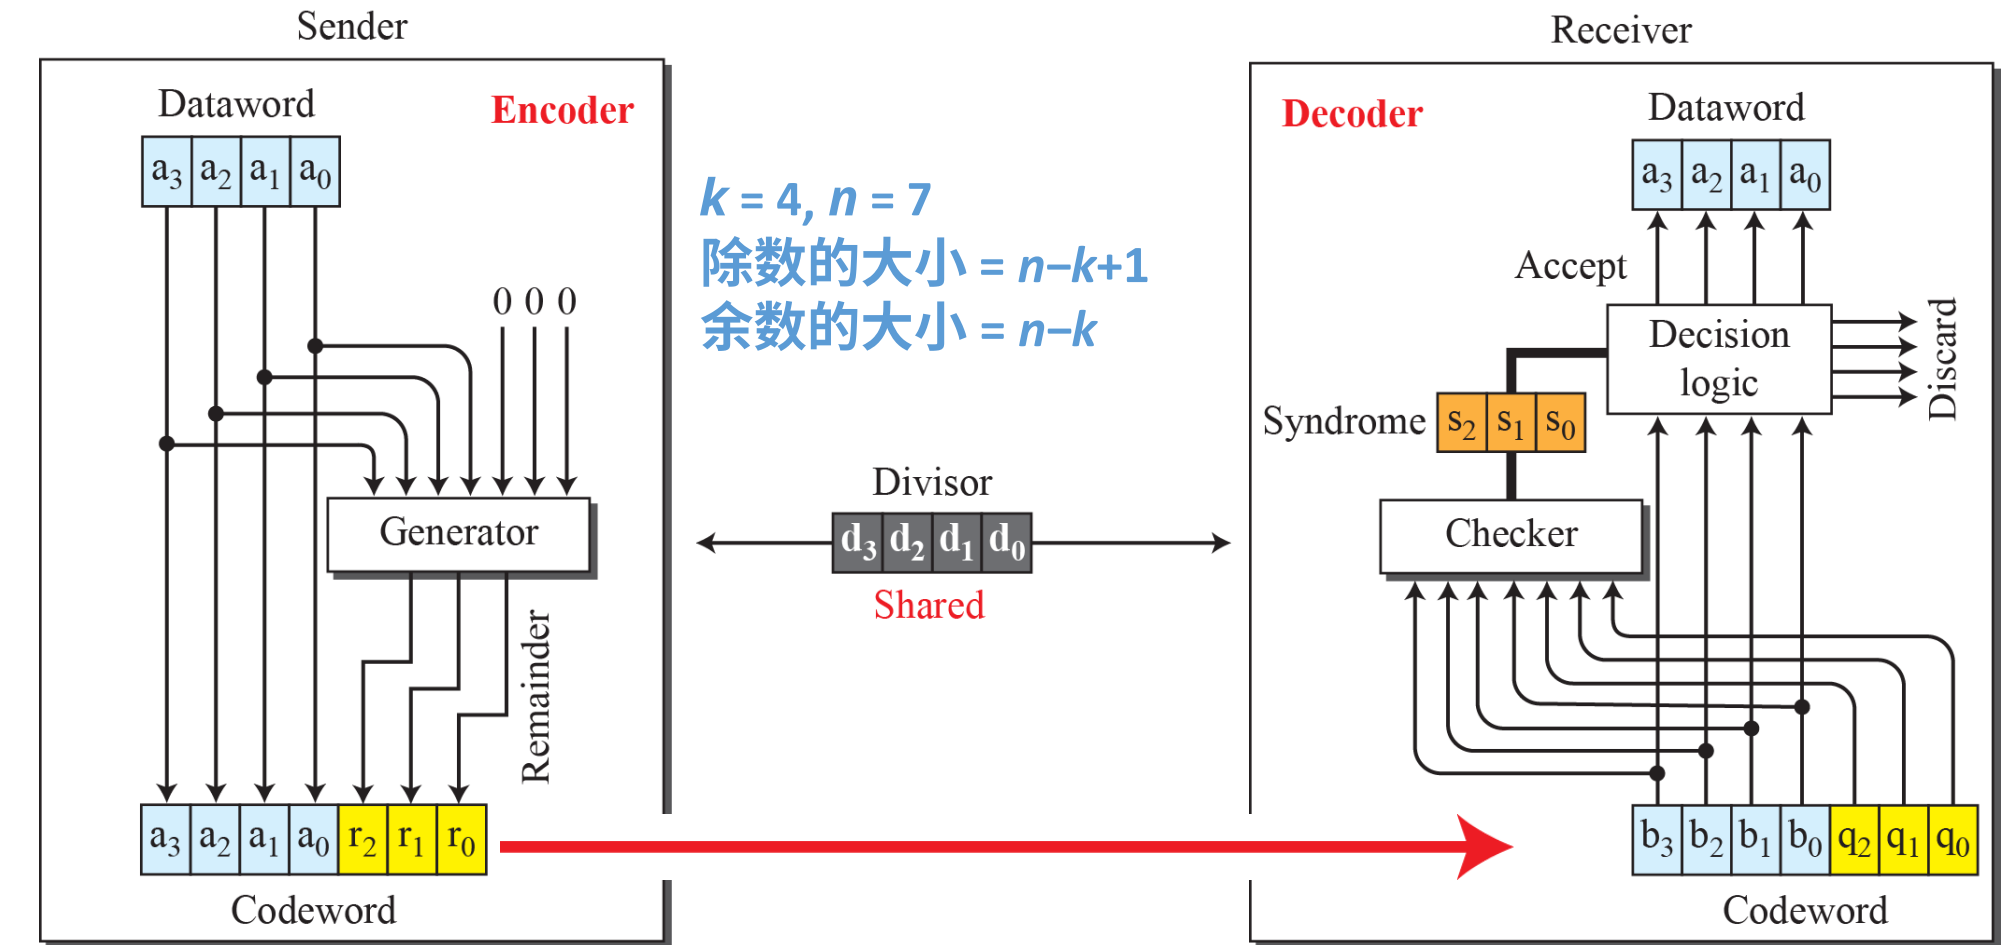 Sender
Dataword
Encoder
a3 a2 a1 a0
0 0 0
Generator
Remainder
a3 a2 a1 a0 r2 r1 r0
Codeword
k = 4, n = 7
除数的大小 = n–k+1
余数的大小 = n–k
Divisor
d3 d2 d1 d0
Shared
Receiver
Decoder
Dataword
a3 a2 a1 a0
Accept
Decision
logic
Discard
Syndrome
s2 s1 s0
Checker
b3 b2 b1 b0 q2 q1 q0
Codeword